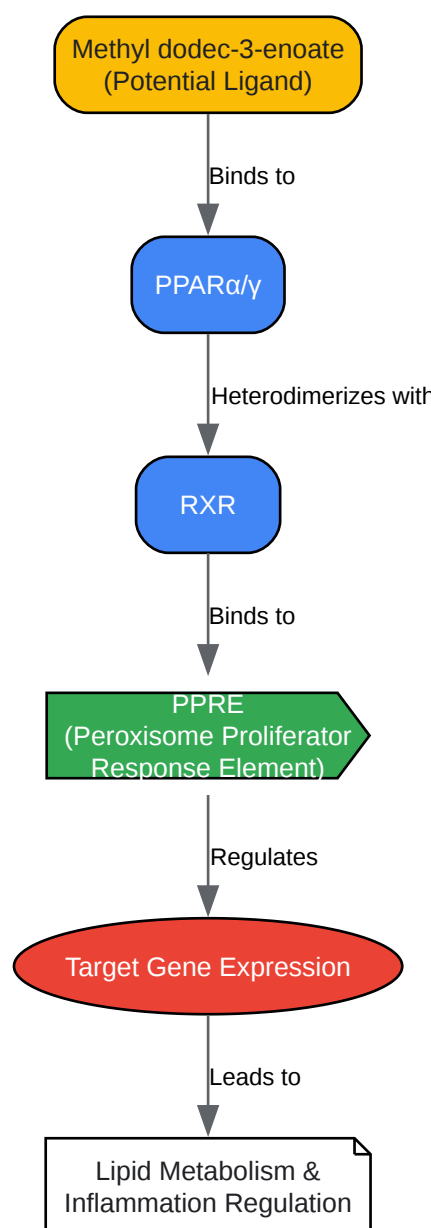 Methyl dodec-3-enoate
(Potential Ligand)
Binds to
PPARα/γ
Heterodimerizes with
RXR
Binds to
PPRE
(Peroxisome Proliferator
Response Element)
Regulates
Target Gene Expression
Leads to
Lipid Metabolism &
Inflammation Regulation